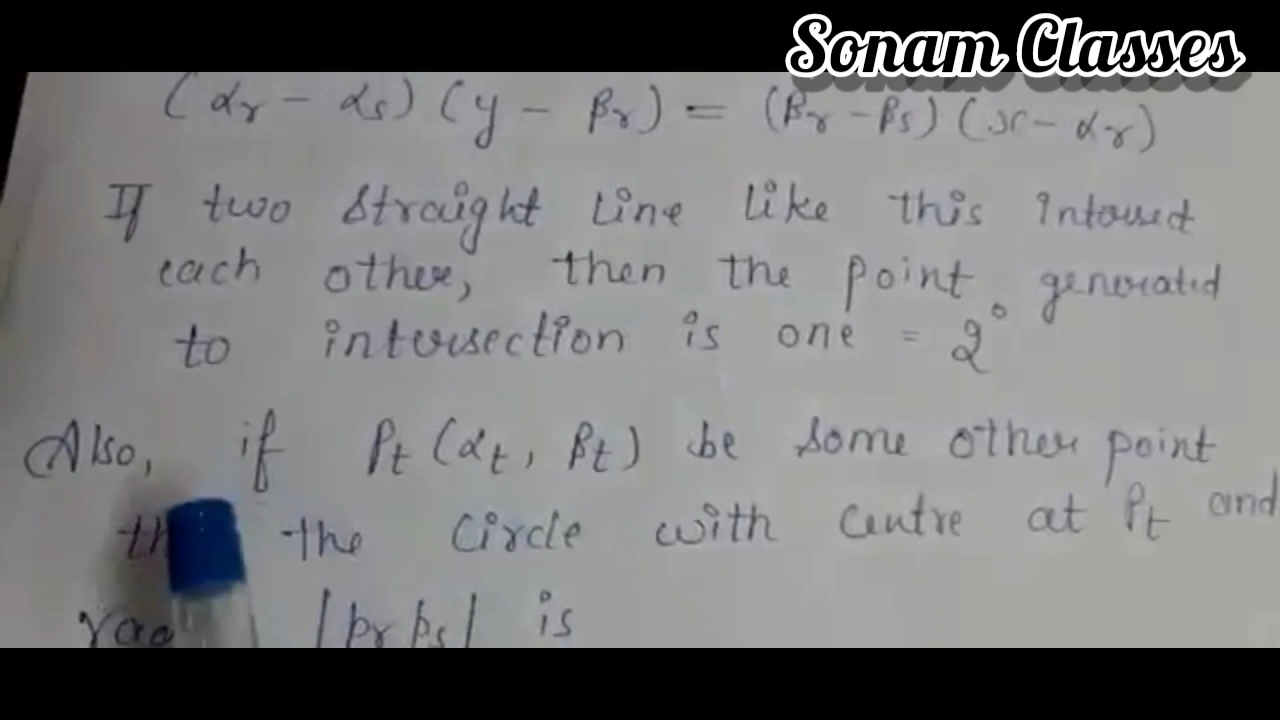 Sonam Classes
(αr - αs) (y - βr) = (βr - βs) (x - αr)
If two straight line like this intersect
each other, then the point generated
to intersection is one = 2°
Also, if Pt (αt, βt) be some other point
the circle with centre at Pt and
|pr ps| is